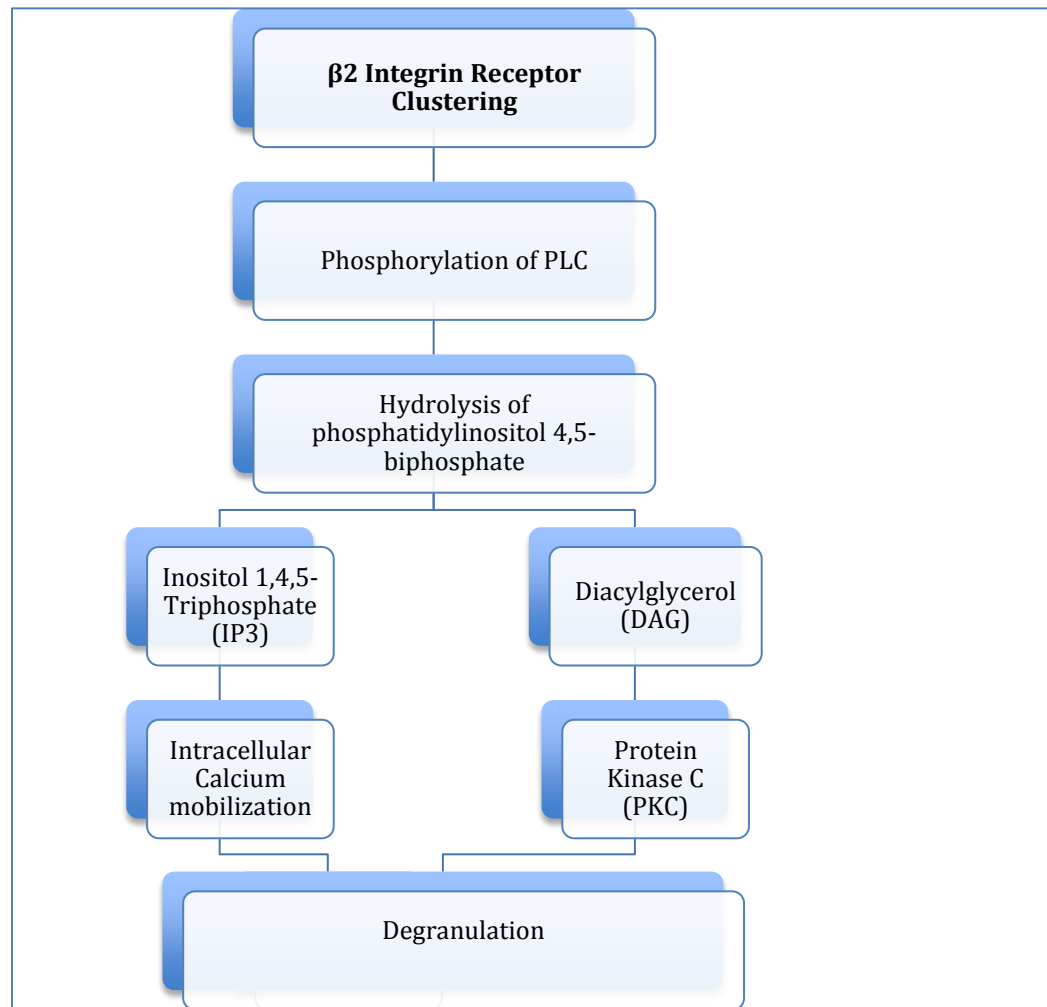 β2 Integrin Receptor
Clustering
Phosphorylation of PLC
Hydrolysis of
phosphatidylinositol 4,5-
biphosphate
Inositol 1,4,5-
Triphosphate
(IP3)
Diacylglycerol
(DAG)
Intracellular
Calcium
mobilization
Protein
Kinase C
(PKC)
Degranulation